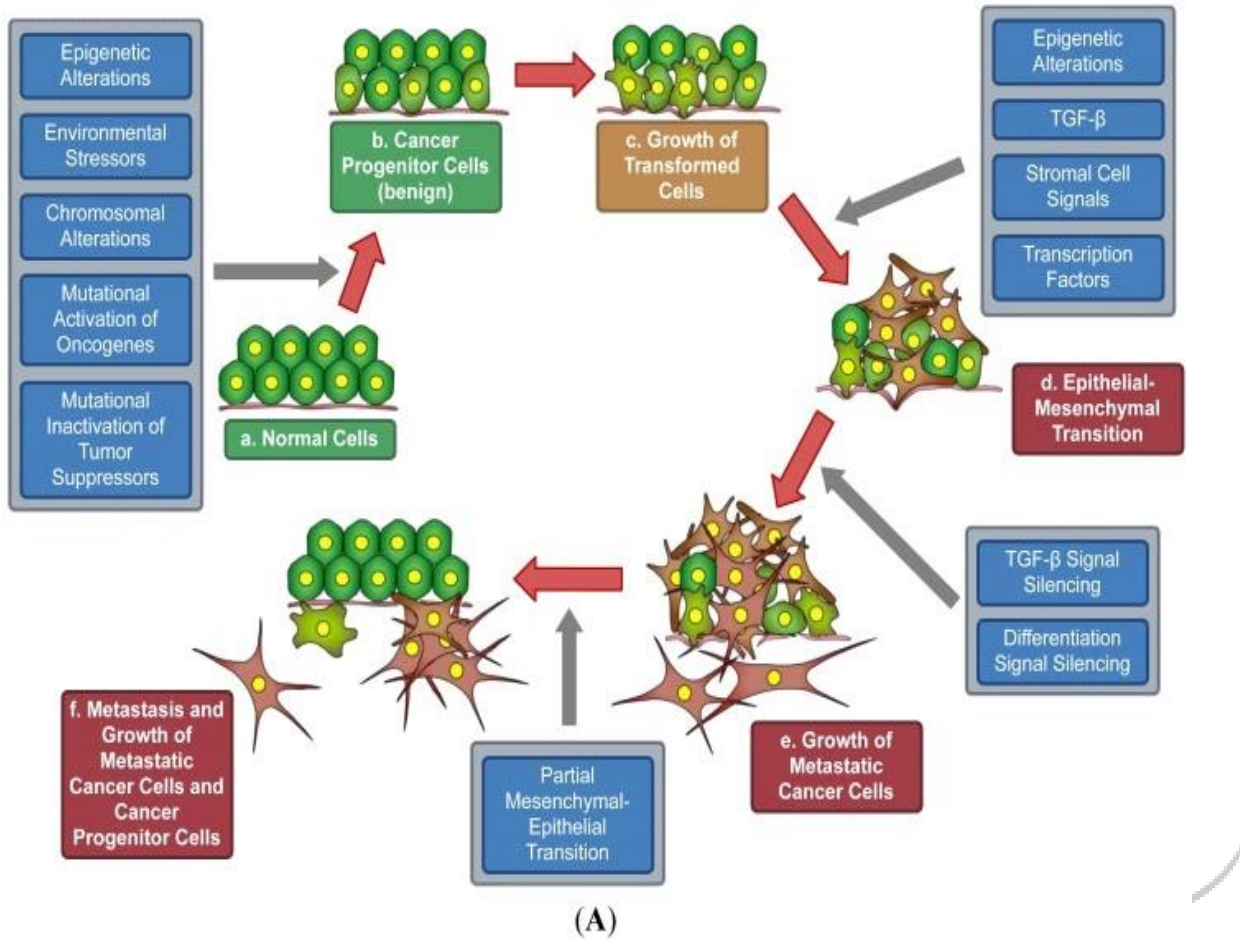 Epigenetic
Alterations
Environmental
Stressors
Chromosomal
Alterations
Mutational
Activation of
Oncogenes
Mutational
Inactivation of
Tumor
Suppressors
a. Normal Cells
b. Cancer
Progenitor Cells
(benign)
c. Growth of
Transformed
Cells
Epigenetic
Alterations
TGF-β
Stromal Cell
Signals
Transcription
Factors
d. Epithelial-
Mesenchymal
Transition
TGF-β Signal
Silencing
Differentiation
Signal Silencing
e. Growth of
Metastatic
Cancer Cells
Partial
Mesenchymal-
Epithelial
Transition
f. Metastasis and
Growth of
Metastatic
Cancer Cells and
Cancer
Progenitor Cells
(A)